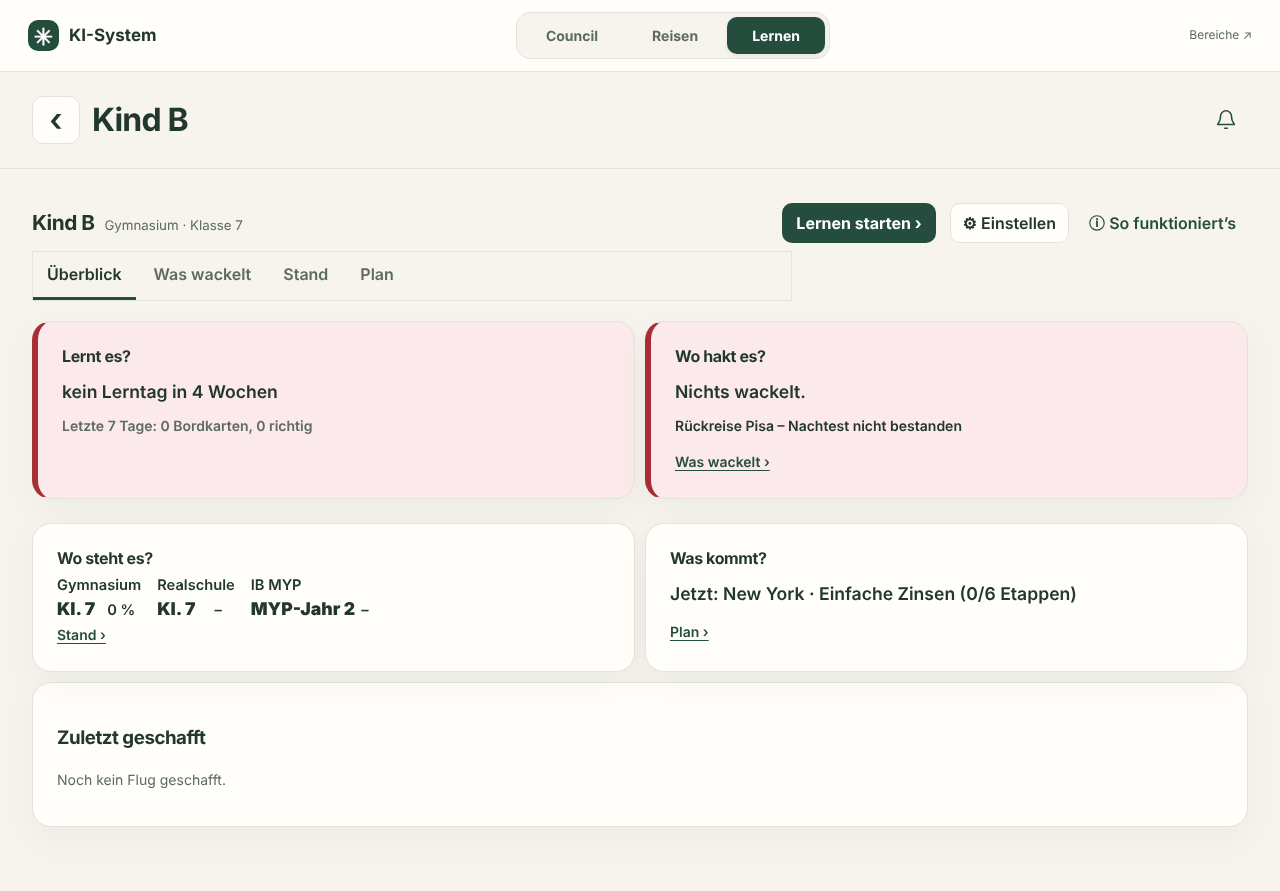 KI-System
Council
Reisen
Lernen
Bereiche ↗
‹
Kind B
Kind B Gymnasium · Klasse 7
Lernen starten ›
⚙ Einstellen
ⓘ So funktioniert’s
Überblick
Was wackelt
Stand
Plan
Lernt es?
kein Lerntag in 4 Wochen
Letzte 7 Tage: 0 Bordkarten, 0 richtig
Wo hakt es?
Nichts wackelt.
Rückreise Pisa – Nachtest nicht bestanden
Was wackelt ›
Wo steht es?
Gymnasium Realschule IB MYP
Kl. 7 0 % Kl. 7 – MYP-Jahr 2 –
Stand ›
Was kommt?
Jetzt: New York · Einfache Zinsen (0/6 Etappen)
Plan ›
Zuletzt geschafft
Noch kein Flug geschafft.